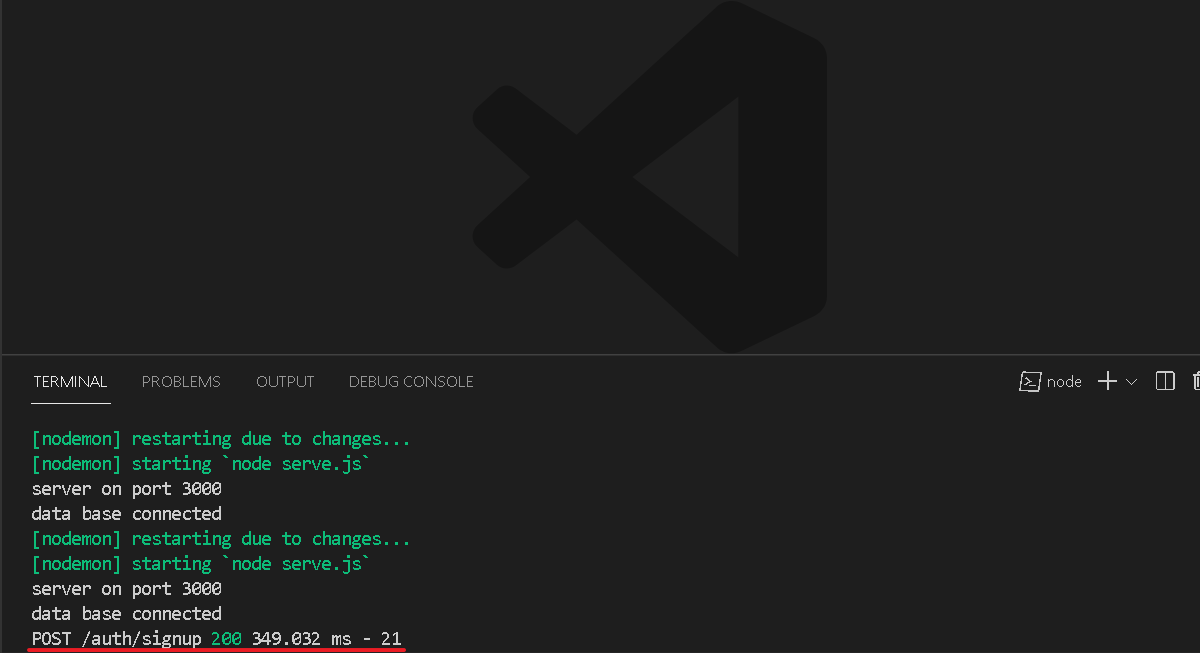 TERMINAL PROBLEMS OUTPUT DEBUG CONSOLE node
[nodemon] restarting due to changes...
[nodemon] starting `node serve.js`
server on port 3000
data base connected
[nodemon] restarting due to changes...
[nodemon] starting `node serve.js`
server on port 3000
data base connected
POST /auth/signup 200 349.032 ms - 21